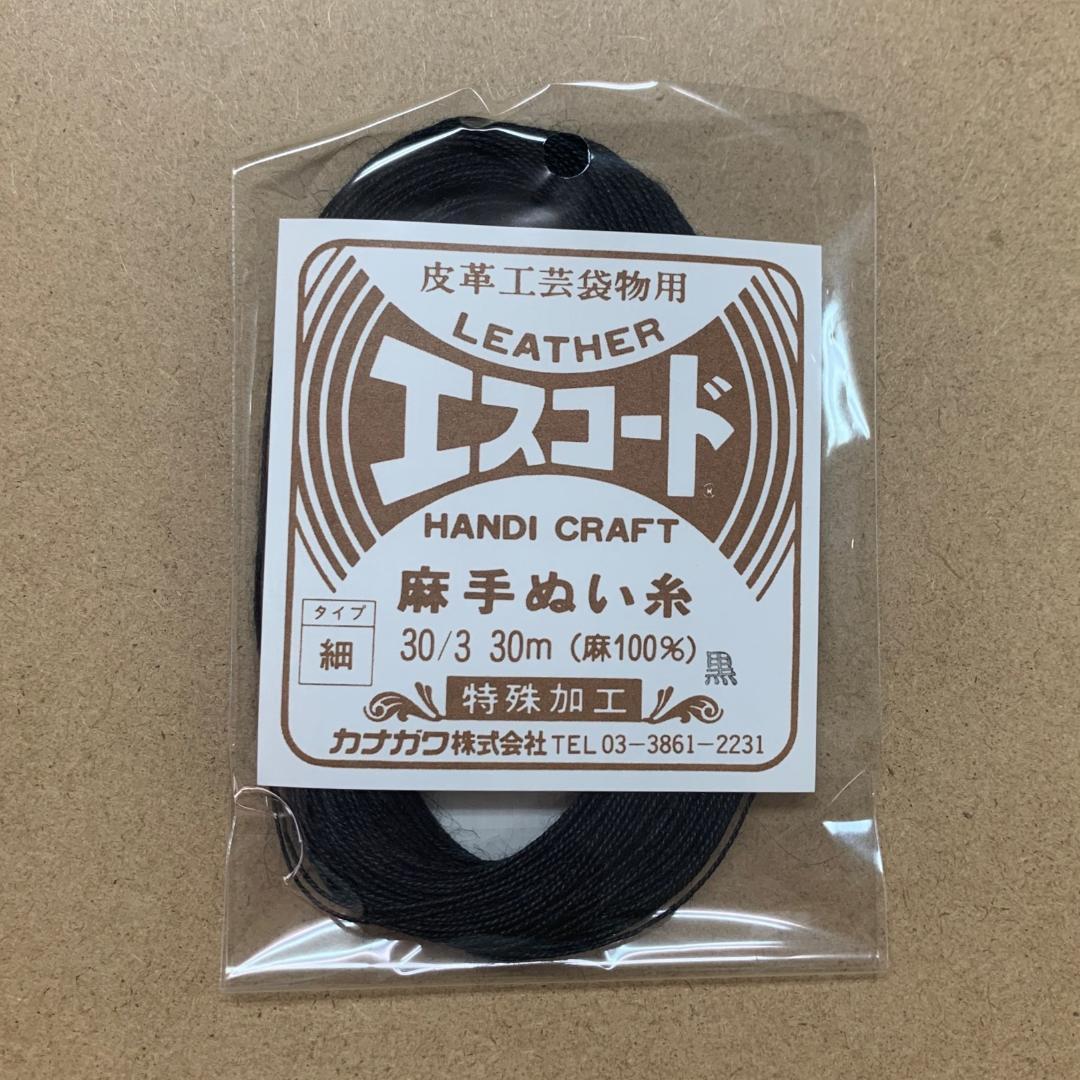 皮革工芸袋物用
LEATHER
エスコード®
HANDI CRAFT
麻手ぬい糸
タイプ
細
30/3 30m (麻100%)
黒
特殊加工
カナガワ株式会社 TEL 03-3861-2231